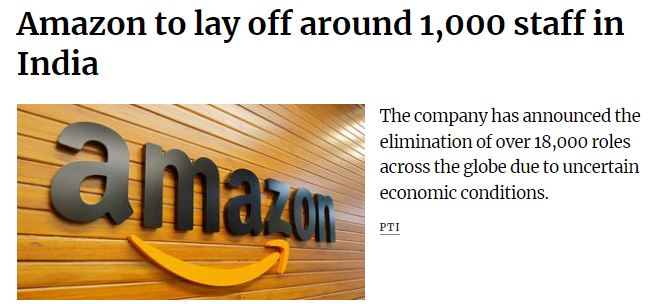 Amazon to lay off around 1,000 staff in
India
amazon
The company has announced the
elimination of over 18,000 roles
across the globe due to uncertain
economic conditions.
PTI